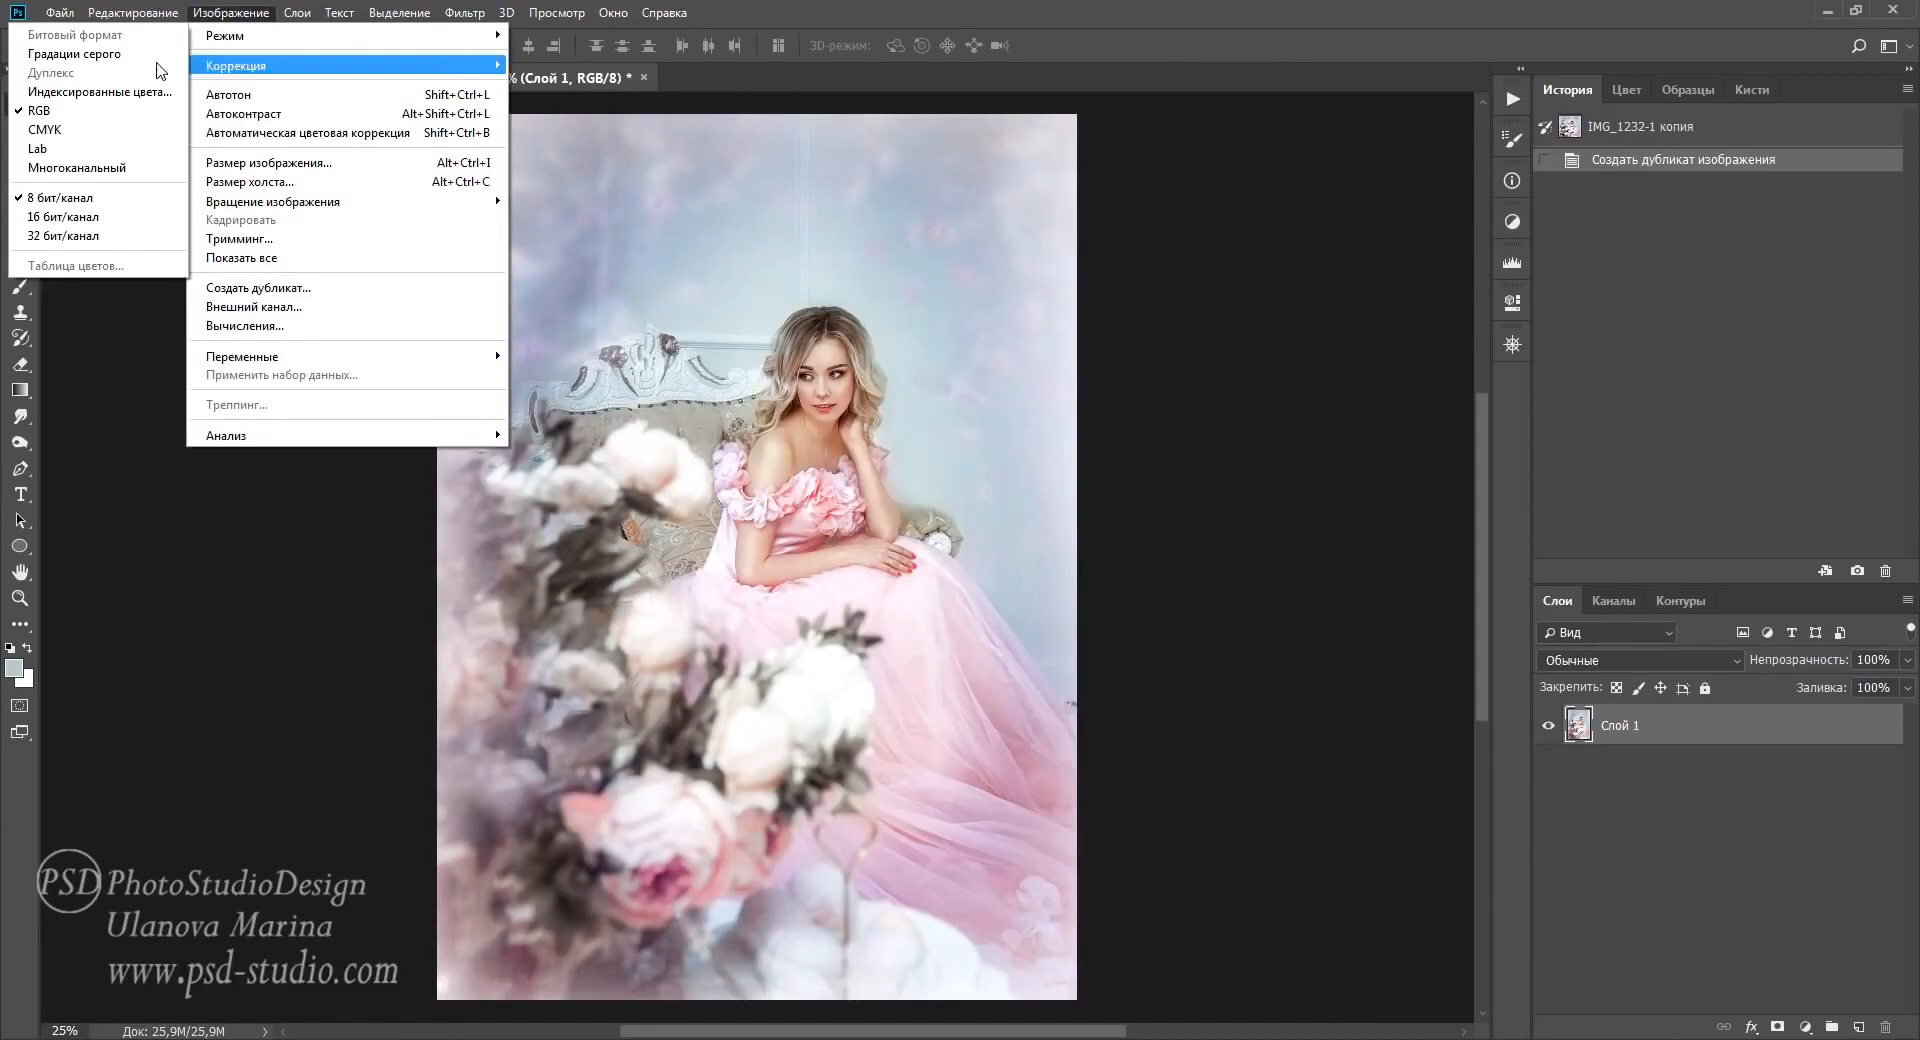 Ps Файл Редактирование Изображение Слои Текст Выделение Фильтр 3D Просмотр Окно Справка
3D-режим:
% (Слой 1, RGB/8) * ×
Битовый формат
Градации серого
Дуплекс
Индексированные цвета...
RGB
CMYK
Lab
Многоканальный
8 бит/канал
16 бит/канал
32 бит/канал
Таблица цветов...
Режим
Коррекция
Автотон Shift+Ctrl+L
Автоконтраст Alt+Shift+Ctrl+L
Автоматическая цветовая коррекция Shift+Ctrl+B
Размер изображения... Alt+Ctrl+I
Размер холста... Alt+Ctrl+C
Вращение изображения
Кадрировать
Тримминг...
Показать все
Создать дубликат...
Внешний канал...
Вычисления...
Переменные
Применить набор данных...
Треппинг...
Анализ
История Цвет Образцы Кисти
IMG_1232-1 копия
Создать дубликат изображения
Слои Каналы Контуры
Вид
Обычные Непрозрачность: 100%
Закрепить: Заливка: 100%
Слой 1
PSD PhotoStudioDesign
Ulanova Marina
www.psd-studio.com
25% Док: 25,9M/25,9M